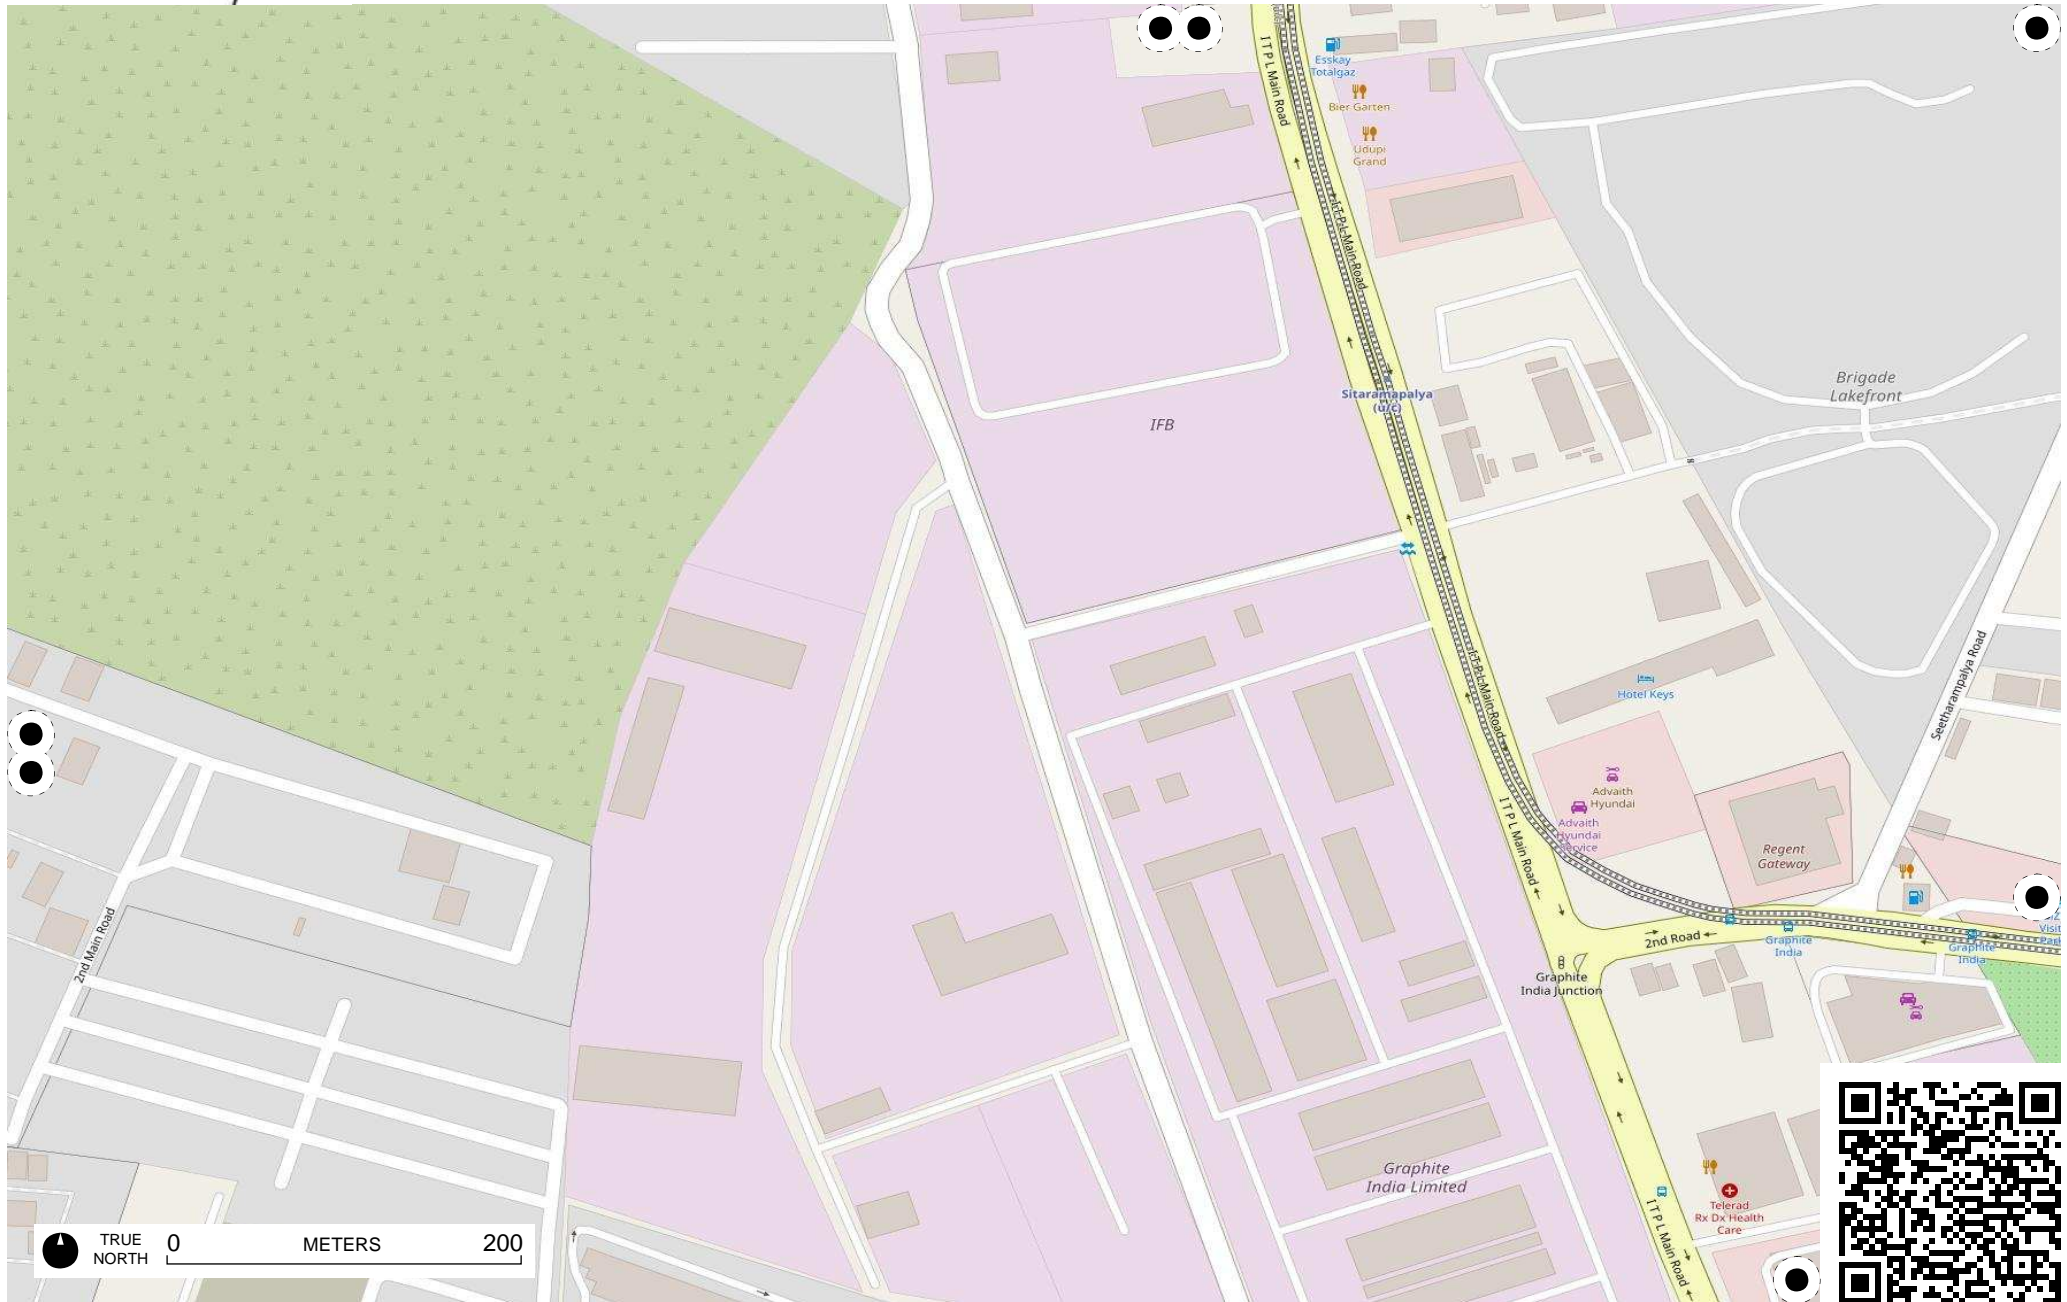 I T P L Main Road
Esskay
Totalgaz
Bier Garten
Udupi
Grand
I T P L Main Road
Sitaramapalya
(u/c)
IFB
Brigade
Lakefront
I T P L Main Road
Seetharampalya Road
Hotel Keys
Advaith
Hyundai
Advaith
Hyundai
Service
I T P L Main Road
Regent
Gateway
2nd Main Road
2nd Road
Graphite
India
Graphite
India
Graphite
India Junction
Graphite
India Limited
Telerad
Rx Dx Health
Care
I T P L Main Road
TRUE
NORTH
0 METERS 200